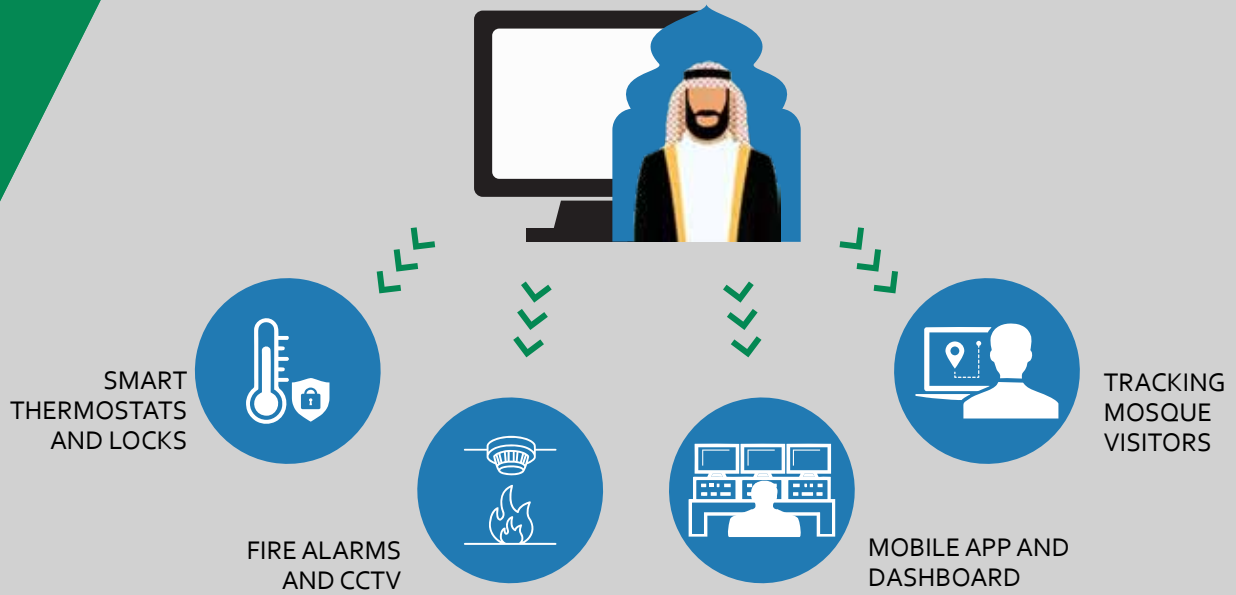 SMART
THERMOSTATS
AND LOCKS
FIRE ALARMS
AND CCTV
MOBILE APP AND
DASHBOARD
TRACKING
MOSQUE
VISITORS